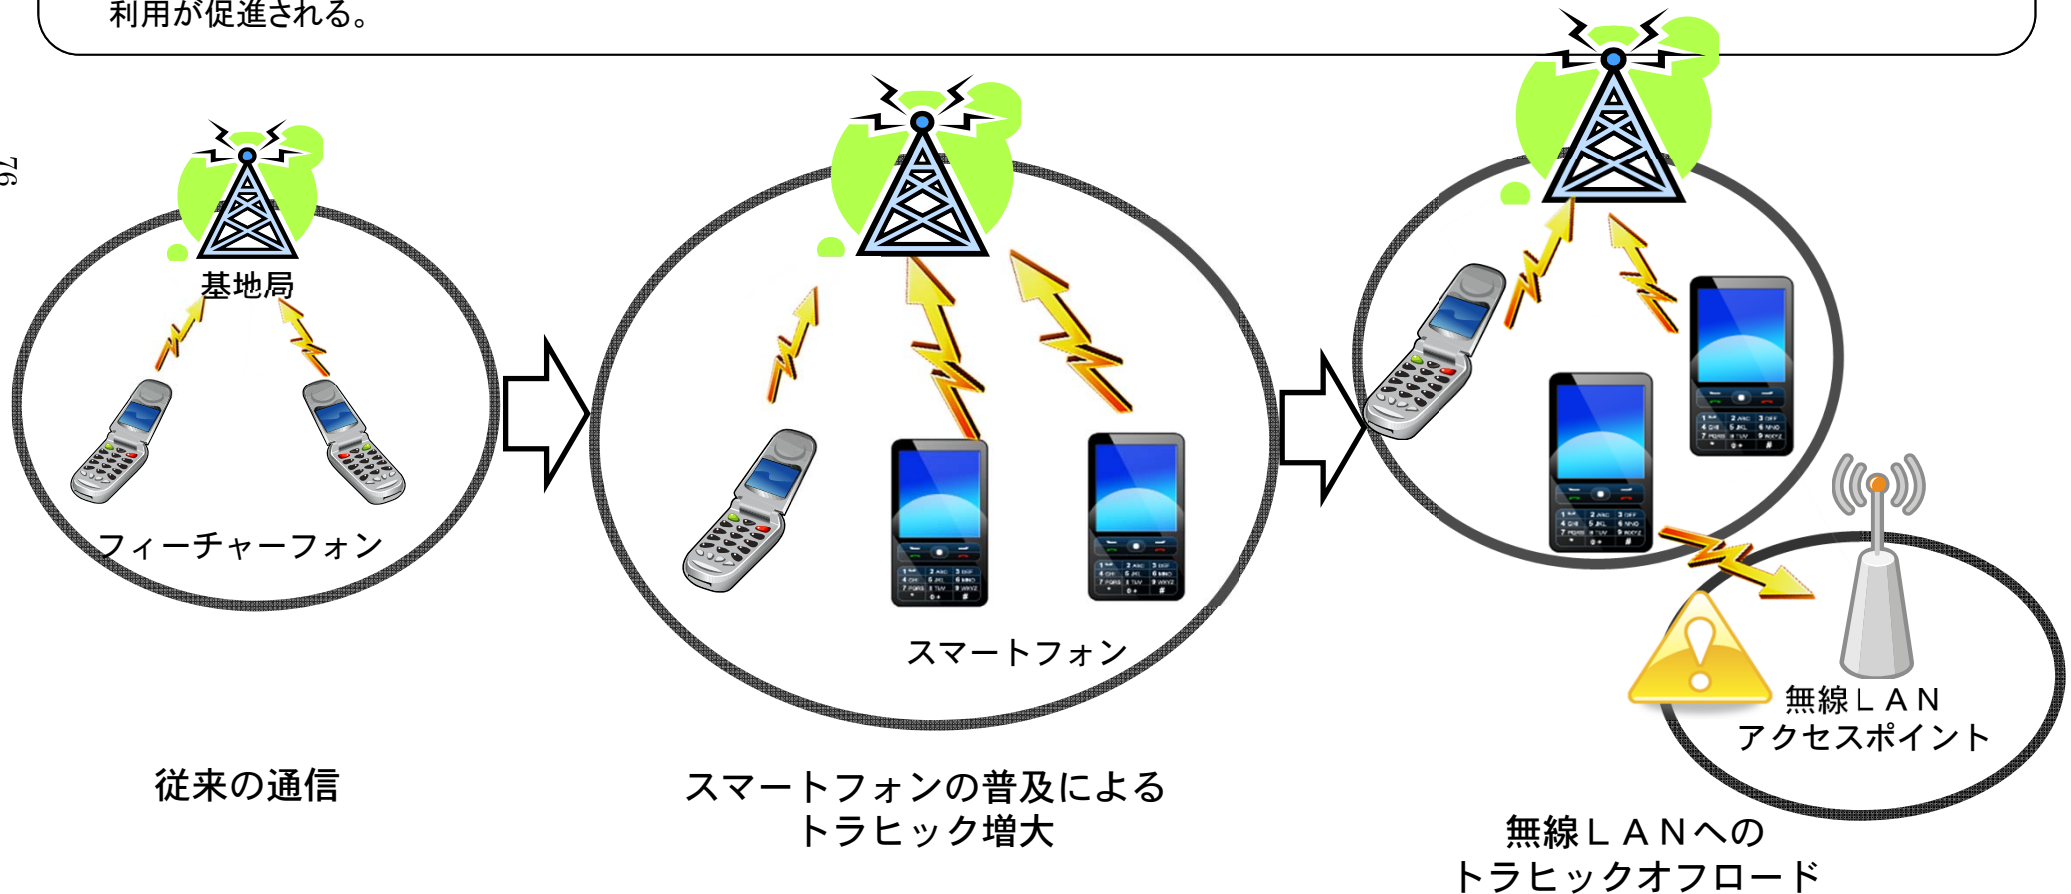 利用が促進される。
76
基地局
フィーチャーフォン
従来の通信
スマートフォン
スマートフォンの普及による
トラヒック増大
無線ＬＡＮ
アクセスポイント
無線ＬＡＮへの
トラヒックオフロード